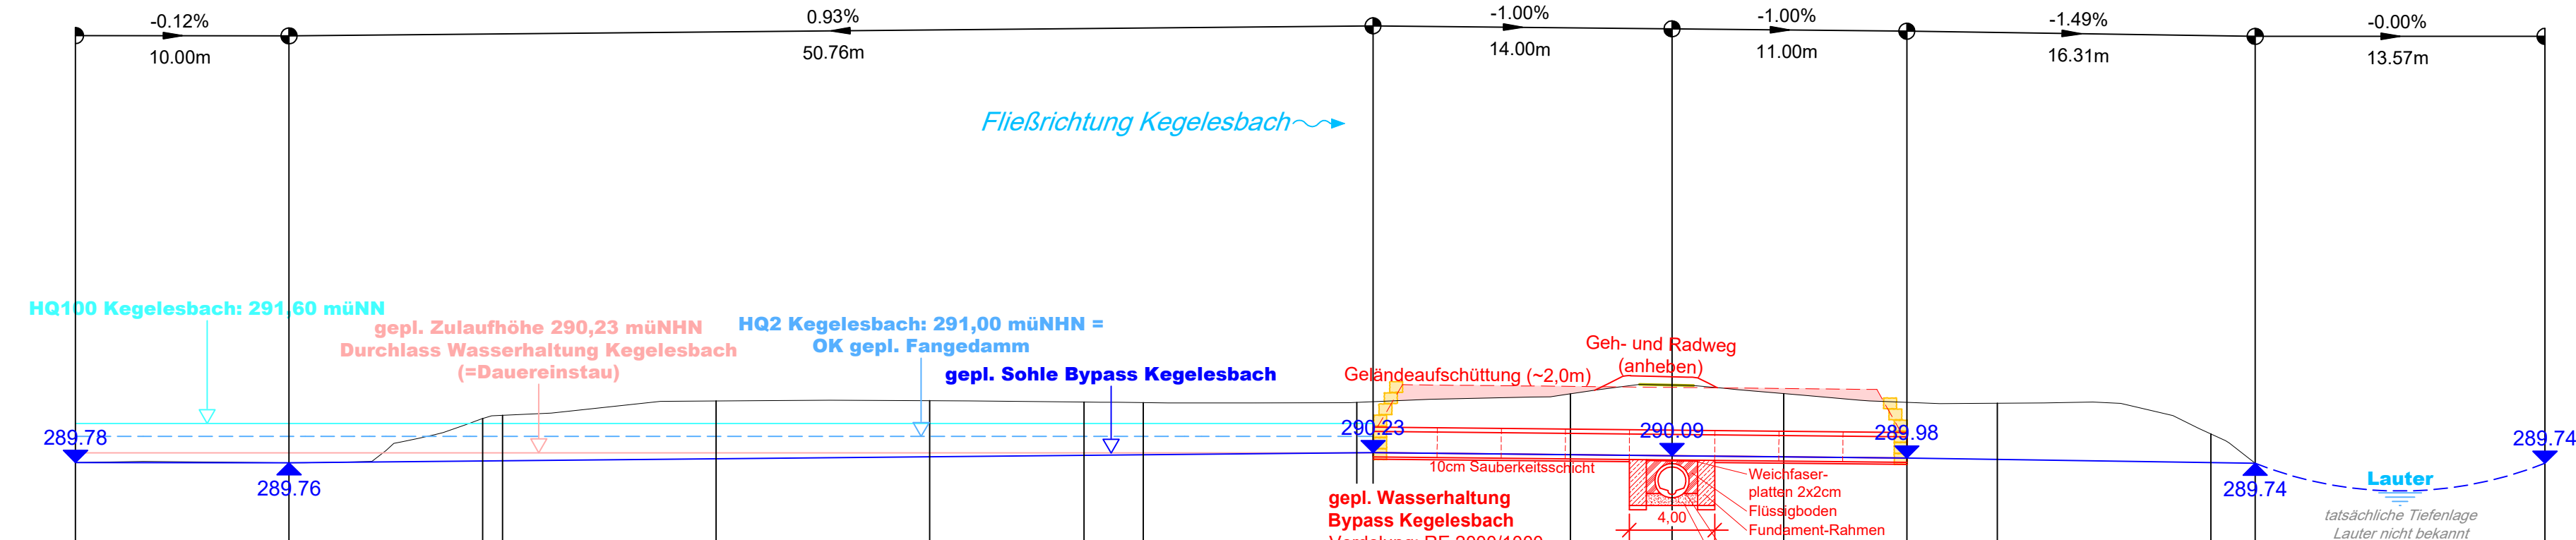 -0.12%
10.00m
0.93%
50.76m
-1.00%
14.00m
-1.00%
11.00m
-1.49%
16.31m
-0.00%
13.57m
Fließrichtung Kegelesbach
HQ100 Kegelesbach: 291,60 müNN
gepl. Zulaufhöhe 290,23 müNHN
Durchlass Wasserhaltung Kegelesbach
(=Dauereinstau)
HQ2 Kegelesbach: 291,00 müNHN =
OK gepl. Fangedamm
gepl. Sohle Bypass Kegelesbach
Geländeaufschüttung (~2,0m)
Geh- und Radweg
(anheben)
289.78
289.76
290.23
290.09
289.98
289.74
289.74
10cm Sauberkeitsschicht
Weichfaser-
platten 2x2cm
Flüssigboden
Fundament-Rahmen
4,00
gepl. Wasserhaltung
Bypass Kegelesbach
Lauter
tatsächliche Tiefenlage
Lauter nicht bekannt